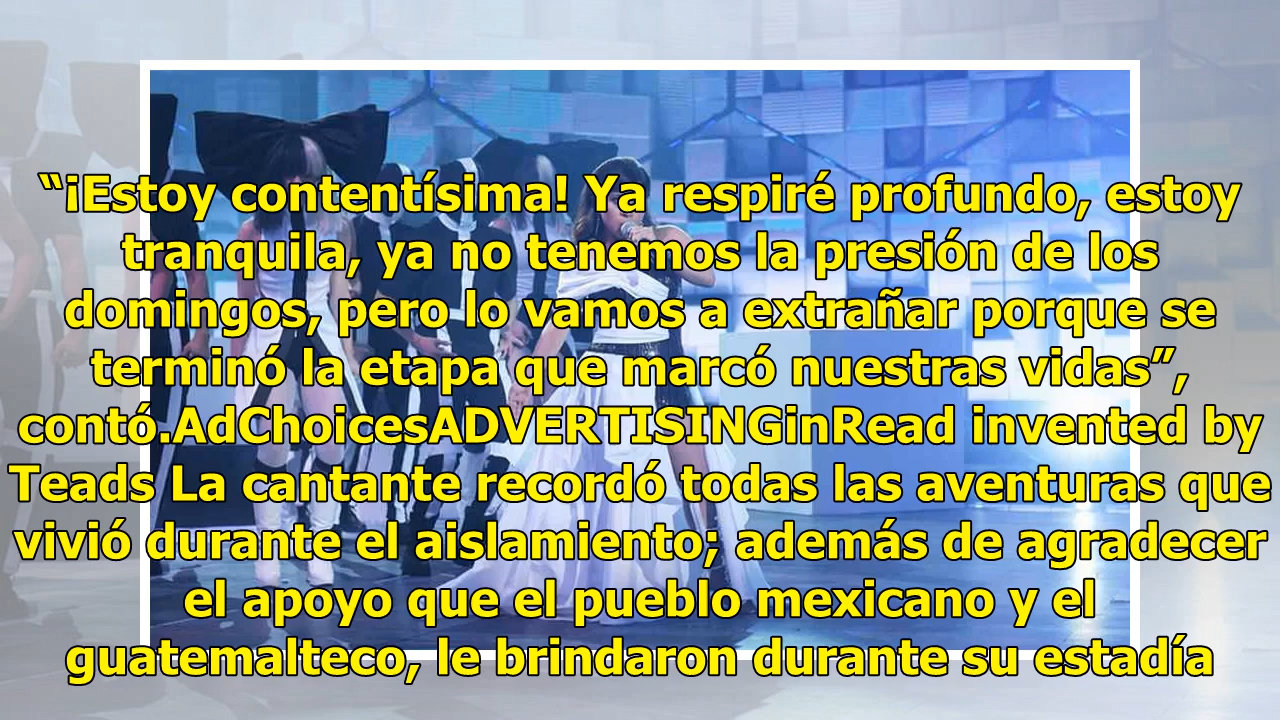 “¡Estoy contentísima! Ya respiré profundo, estoy
tranquila, ya no tenemos la presión de los
domingos, pero lo vamos a extrañar porque se
terminó la etapa que marcó nuestras vidas”,
contó.AdChoicesADVERTISINGinRead invented by
Teads La cantante recordó todas las aventuras que
vivió durante el aislamiento; además de agradecer
el apoyo que el pueblo mexicano y el
guatemalteco, le brindaron durante su estadía